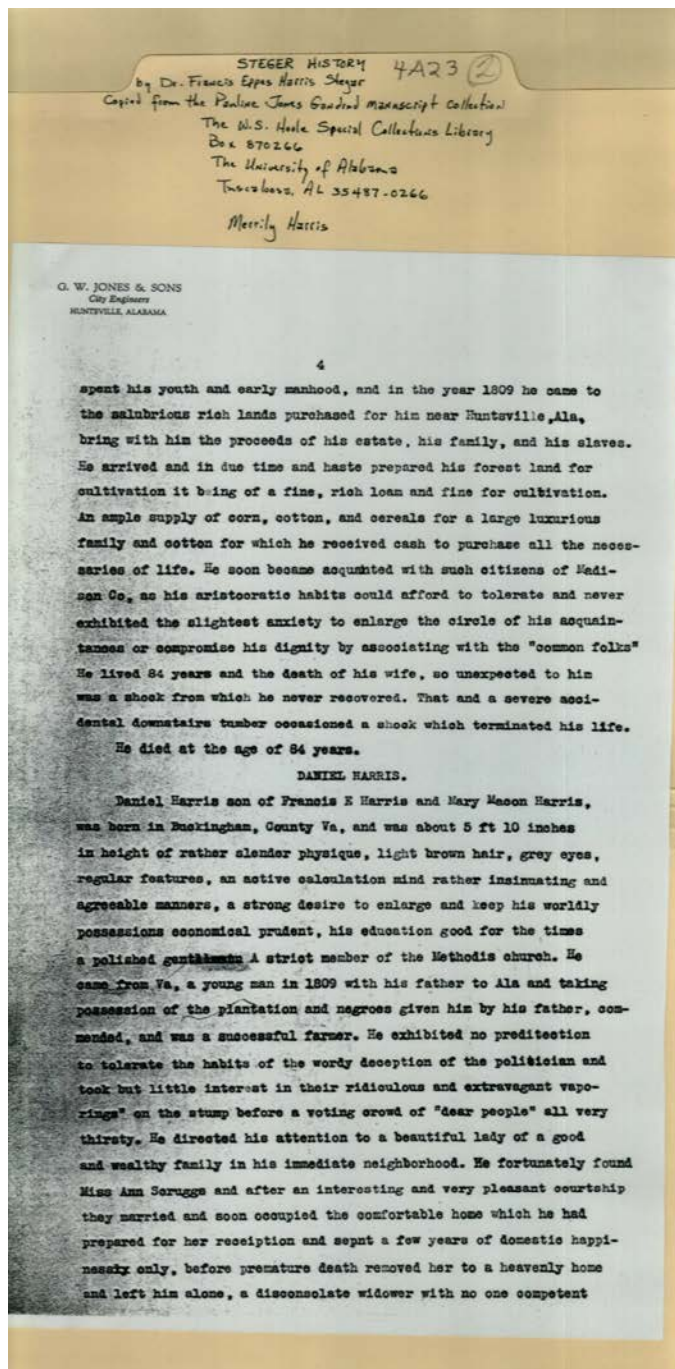 STEGER HISTORY 4A23 (2)
by Dr. Francis Eppes Harris Steger
Copied from the Pauline Jones Gandrud manuscript collection
The W.S. Hoole Special Collections Library
Box 870266
The University of Alabama
Tuscaloosa, AL 35487-0266
Merrily Harris
G. W. JONES & SONS
City Engineers
HUNTSVILLE, ALABAMA
4
spent his youth and early manhood, and in the year 1809 he came to
the salubrious rich lands purchased for him near Huntsville,Ala,
bring with him the proceeds of his estate, his family, and his slaves.
He arrived and in due time and haste prepared his forest land for
cultivation it being of a fine, rich loam and fine for cultivation.
An ample supply of corn, cotton, and cereals for a large luxurious
family and cotton for which he received cash to purchase all the neces-
saries of life. He soon became acquahted with such citizens of Madi-
son Co, as his aristocratic habits could afford to tolerate and never
exhibited the slightest anxiety to enlarge the circle of his acquain-
tances or compromise his dignity by associating with the "common folks"
He lived 84 years and the death of his wife, so unexpected to him
was a shock from which he never recovered. That and a severe acci-
dental downstairs tumber occasioned a shock which terminated his life.
He died at the age of 84 years.
DANIEL HARRIS.
Daniel Harris son of Francis E Harris and Mary Macon Harris,
was born in Buckingham, County Va, and was about 5 ft 10 inches
in height of rather slender physique, light brown hair, grey eyes,
regular features, an active calculation mind rather insinuating and
agreeable manners, a strong desire to enlarge and keep his worldly
possessions economical prudent, his education good for the times
a polished A strict member of the Methodis church. He
came from Va, a young man in 1809 with his father to Ala and taking
possession of the plantation and negroes given him by his father, com-
mended, and was a successful farmer. He exhibited no preditection
to tolerate the habits of the wordy deception of the politician and
took but little interest in their ridiculous and extravagant vapo-
rings" on the stump before a voting crowd of "dear people" all very
thirsty. He directed his attention to a beautiful lady of a good
and wealthy family in his immediate neighborhood. He fortunately found
Miss Ann Scruggs and after an interesting and very pleasant courtship
they married and soon occupied the comfortable home which he had
prepared for her receiption and sepnt a few years of domestic happi-
only, before premature death removed her to a heavenly home
and left him alone, a disconsolate widower with no one competent